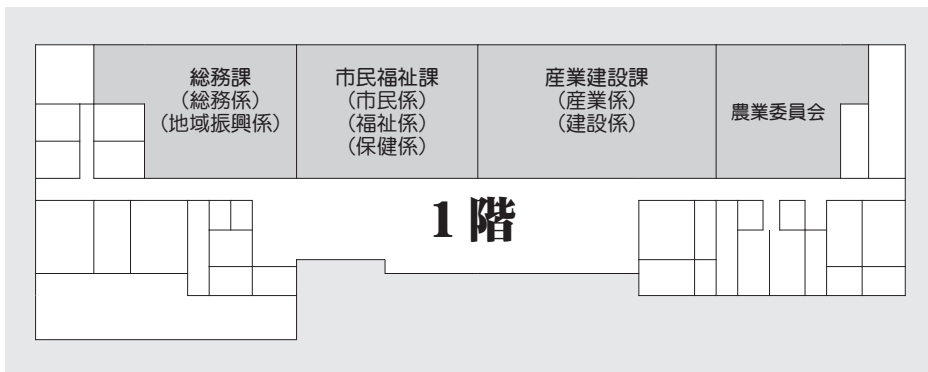 総務課
（総務係）
（地域振興係）
市民福祉課
（市民係）
（福祉係）
（保健係）
産業建設課
（産業係）
（建設係）
農業委員会
1階